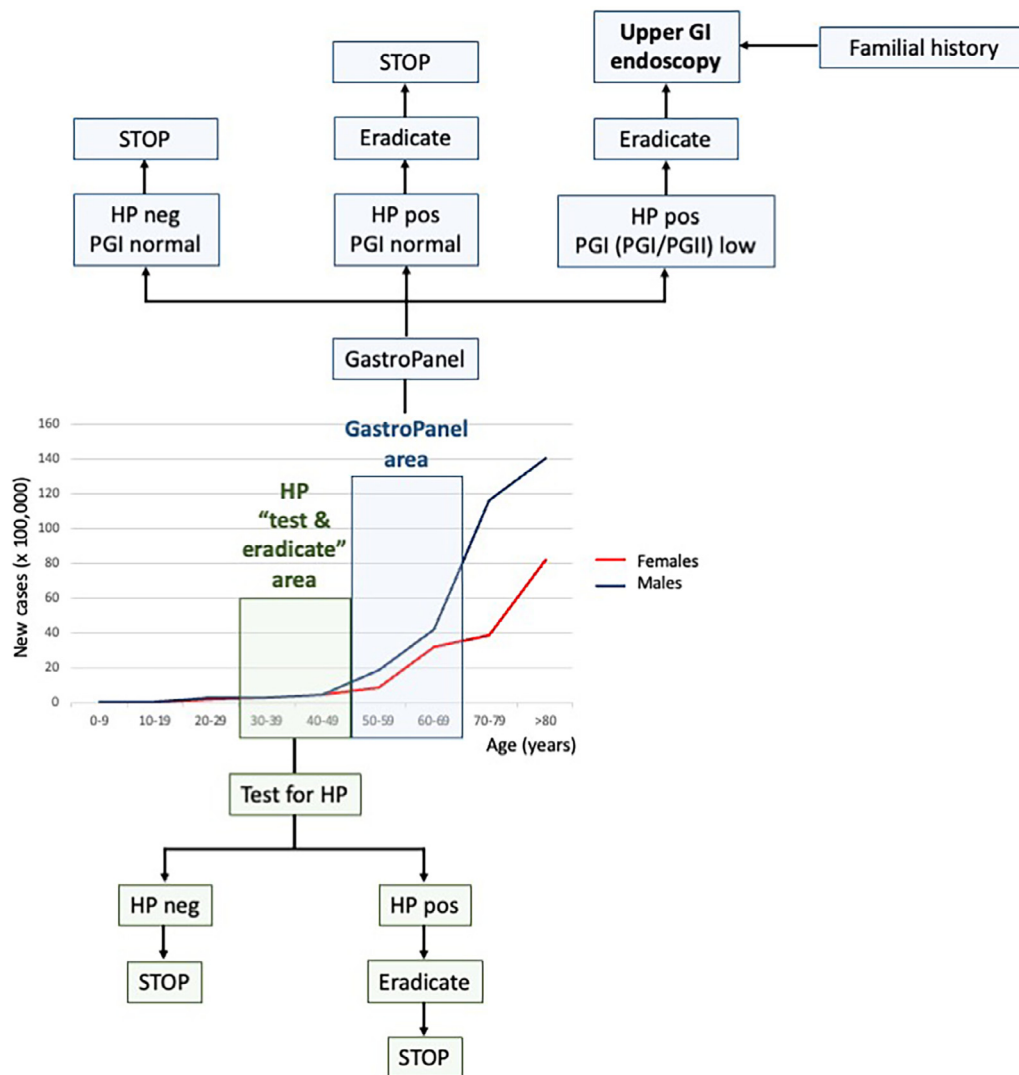 Upper GI
endoscopy
Familial history
STOP
STOP
Eradicate
Eradicate
HP neg
PGI normal
HP pos
PGI normal
HP pos
PGI (PGI/PGII) low
GastroPanel
GastroPanel
area
HP
“test &
eradicate”
area
New cases (x 100,000)
160
140
120
100
80
60
40
20
0
0-9 10-19 20-29 30-39 40-49 50-59 60-69 70-79 >80
Age (years)
Females
Males
Test for HP
HP neg
HP pos
STOP
Eradicate
STOP